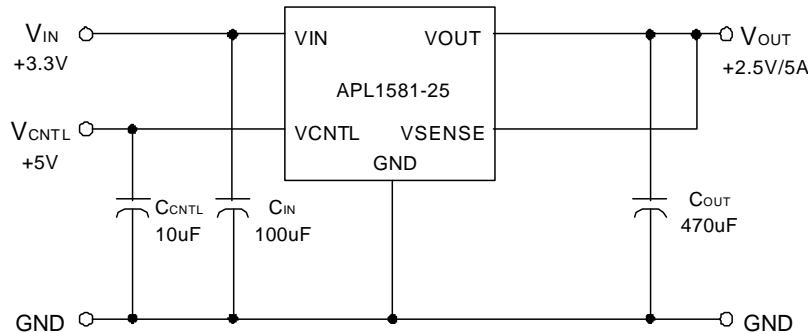 VIN
+3.3V
VIN
VOUT
VOUT
+2.5V/5A
APL1581-25
VCNTL
+5V
VCNTL
VSENSE
GND
CCNTL
10uF
CIN
100uF
COUT
470uF
GND
GND